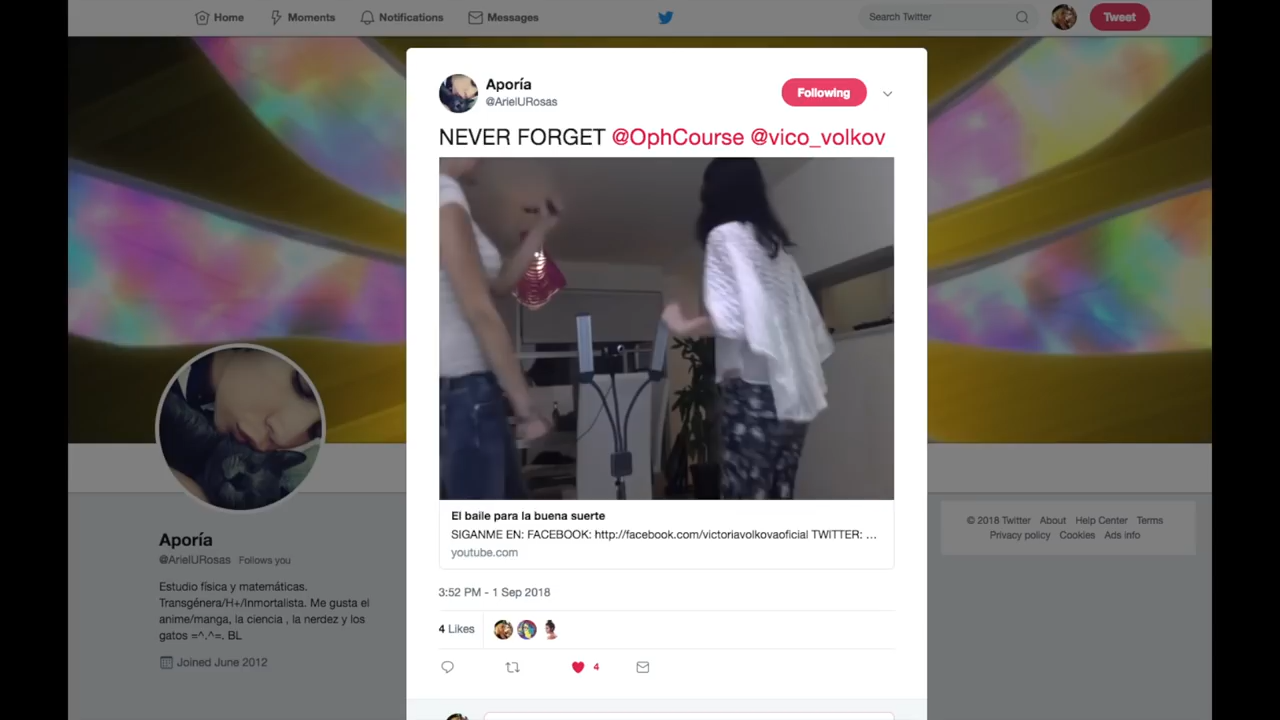 Home Moments Notifications Messages Search Twitter Tweet
Aporía
@ArielURosas
Following
NEVER FORGET @OphCourse @vico_volkov
El baile para la buena suerte
SIGANME EN: FACEBOOK: http://facebook.com/victoriavolkovaoficial TWITTER: ...
youtube.com
3:52 PM - 1 Sep 2018
4 Likes
4
Aporía
@ArielURosas Follows you
Estudio física y matemáticas.
Transgénera/H+/Inmortalista. Me gusta el
anime/manga, la ciencia , la nerdez y los
gatos =^.^=. BL
Joined June 2012
© 2018 Twitter About Help Center Terms
Privacy policy Cookies Ads info